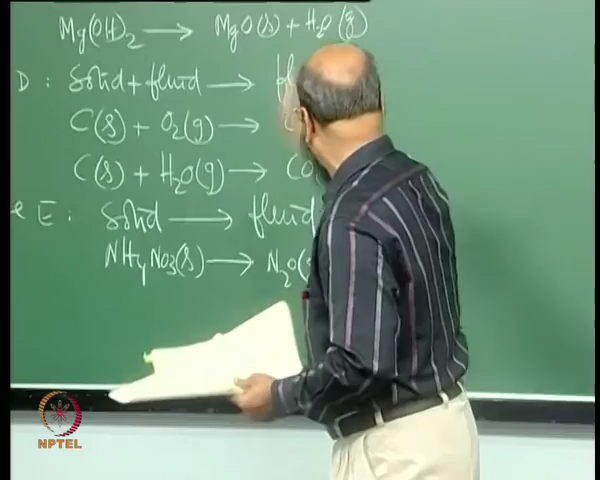 Mg(OH)2 → MgO(s) + H2O(g)
D : Solid + fluid → fl
C(s) + O2(g) → C
C(s) + H2O(g) → CO
E : Solid → fluid
NH4NO3(s) → N2O(
NPTEL